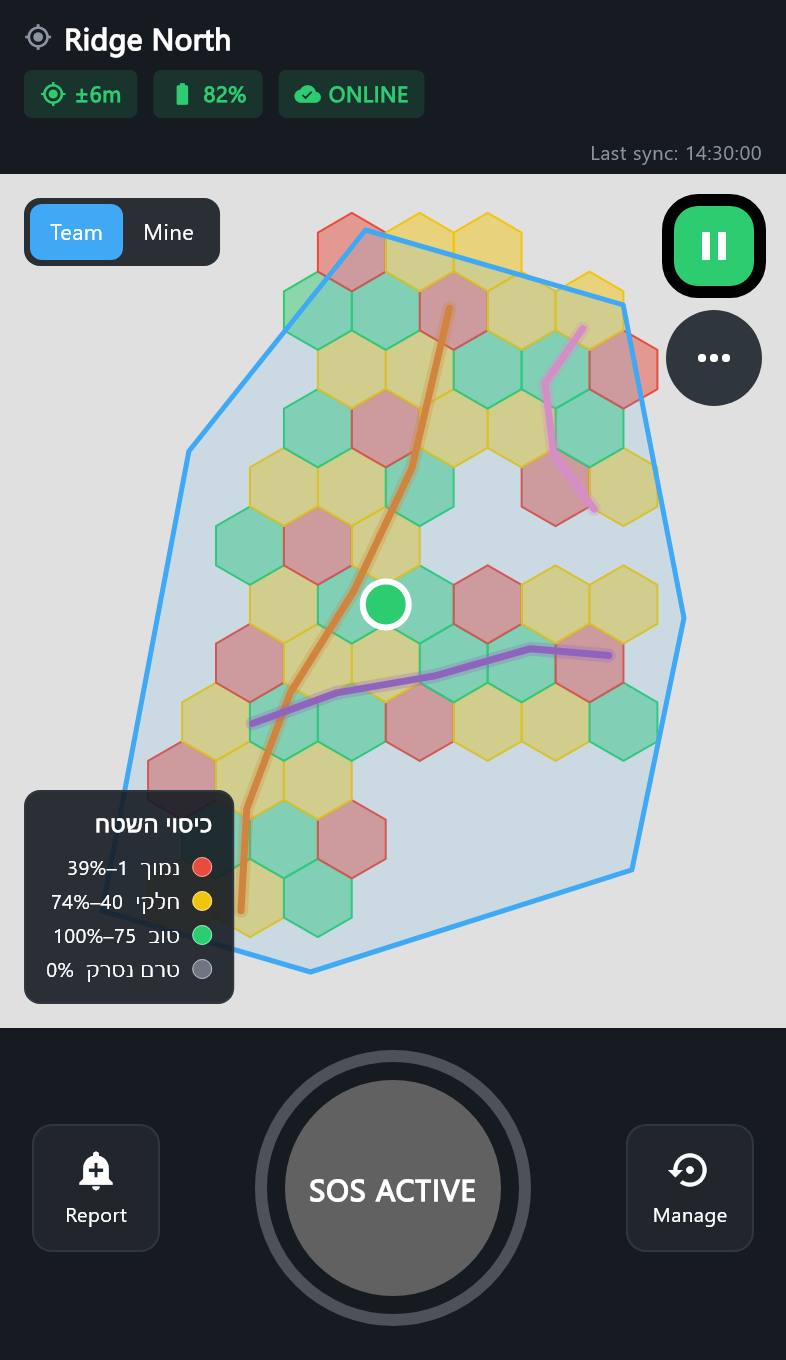 Ridge North
±6m
82%
ONLINE
Last sync: 14:30:00
Team
Mine
כיסוי השטח
נמוך 1–39%
חלקי 40–74%
טוב 75–100%
טרם נסרק 0%
SOS ACTIVE
Report
Manage